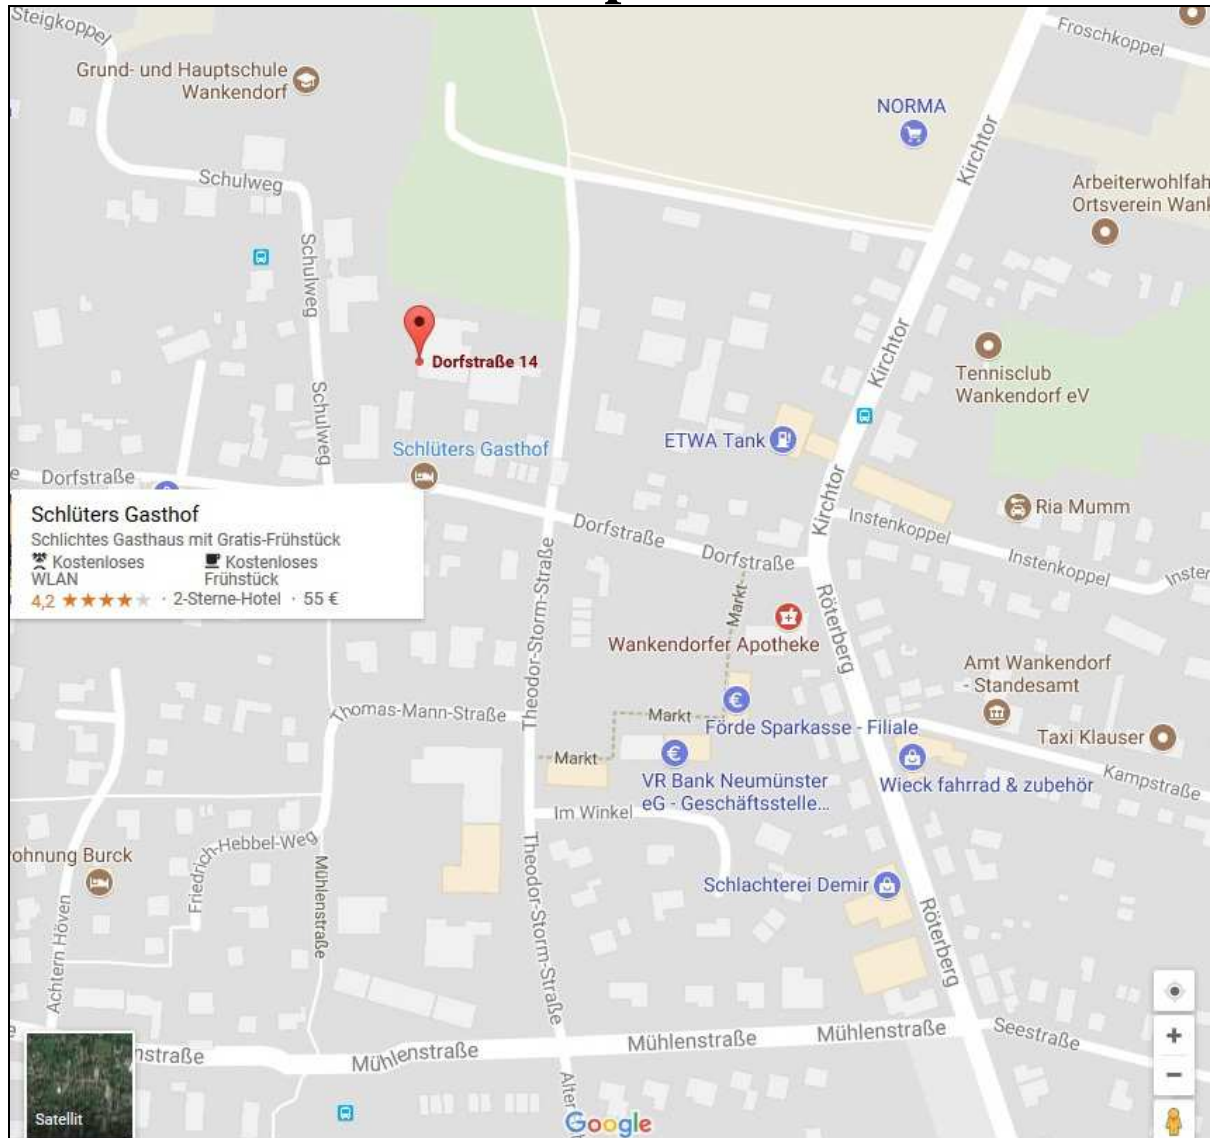 Steigkoppel
Froschkoppel
Grund- und Hauptschule
Wankendorf
NORMA
Kirchtor
Arbeiterwohlfah
Ortsverein Wank
Schulweg
Schulweg
Dorfstraße 14
Kirchtor
Tennisclub
Wankendorf eV
Schulweg
ETWA Tank
Schlüters Gasthof
Dorfstraße
Kirchtor
Ria Mumm
Instenkoppel
Dorfstraße
Dorfstraße
Instenkoppel
Inster
Schlüters Gasthof
Schlichtes Gasthaus mit Gratis-Frühstück
Kostenloses Kostenloses
WLAN Frühstück
4,2 · 2-Sterne-Hotel · 55 €
Markt
Röterberg
Wankendorfer Apotheke
Theodor-Storm-Straße
Amt Wankendorf
- Standesamt
Thomas-Mann-Straße
Markt
Förde Sparkasse - Filiale
Taxi Klauser
Markt
VR Bank Neumünster
eG - Geschäftsstelle...
Wieck fahrrad & zubehör
Kampstraße
Im Winkel
Friedrich-Hebbel-Weg
ohnung Burck
Mühlenstraße
Theodor-Storm-Straße
Schlachterei Demir
Achtern Höven
Röterberg
nstraße
Mühlenstraße
Mühlenstraße
Mühlenstraße
Seestraße
Alter
Satellit
Google